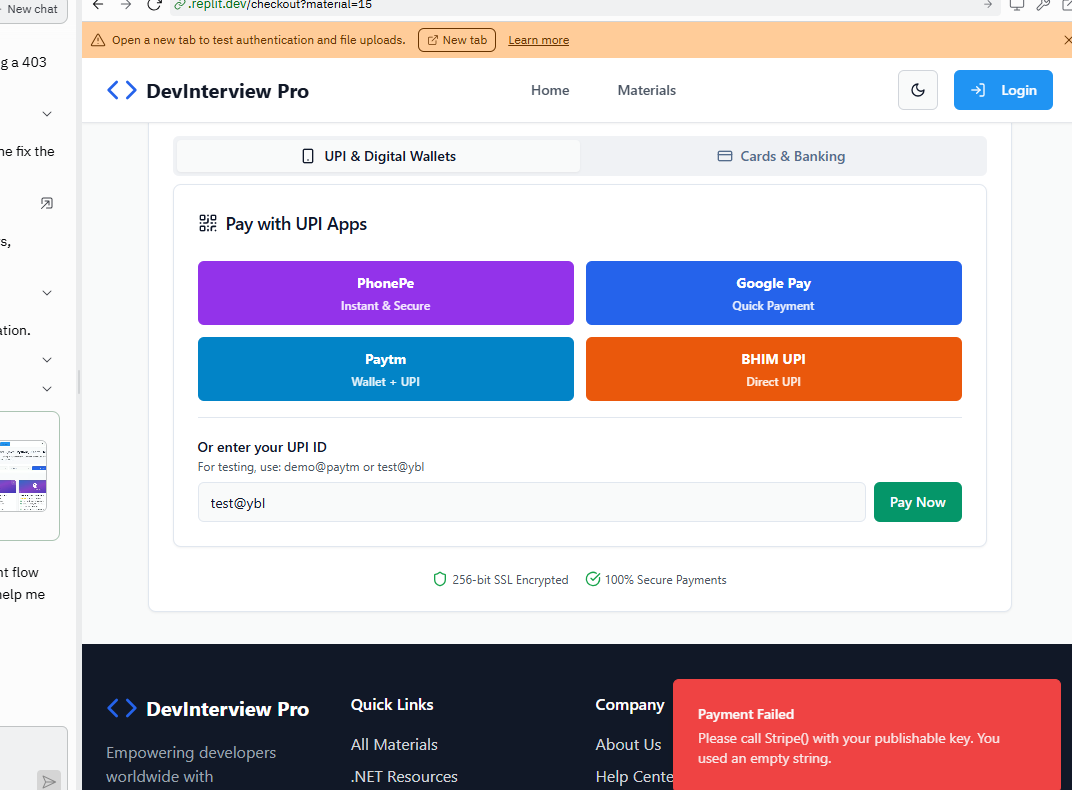 New chat
.replit.dev/checkout?material=15
Open a new tab to test authentication and file uploads. New tab Learn more
g a 403
DevInterview Pro Home Materials Login
UPI & Digital Wallets Cards & Banking
ne fix the
Pay with UPI Apps
s,
PhonePe
Instant & Secure
Google Pay
Quick Payment
ation.
Paytm
Wallet + UPI
BHIM UPI
Direct UPI
Or enter your UPI ID
For testing, use: demo@paytm or test@ybl
test@ybl Pay Now
nt flow
help me
256-bit SSL Encrypted 100% Secure Payments
DevInterview Pro
Empowering developers
worldwide with
Quick Links
All Materials
.NET Resources
Company
About Us
Help Cente
Payment Failed
Please call Stripe() with your publishable key. You
used an empty string.